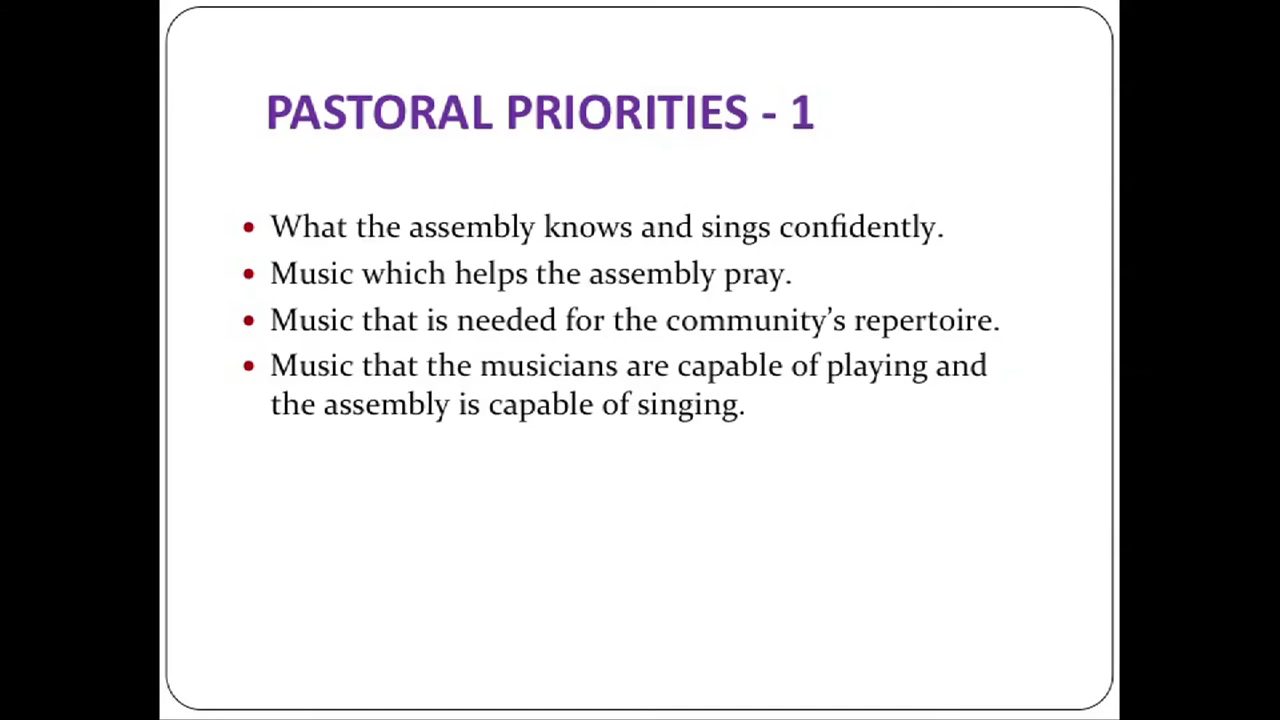 PASTORAL PRIORITIES - 1
• What the assembly knows and sings confidently.
• Music which helps the assembly pray.
• Music that is needed for the community’s repertoire.
• Music that the musicians are capable of playing and
the assembly is capable of singing.